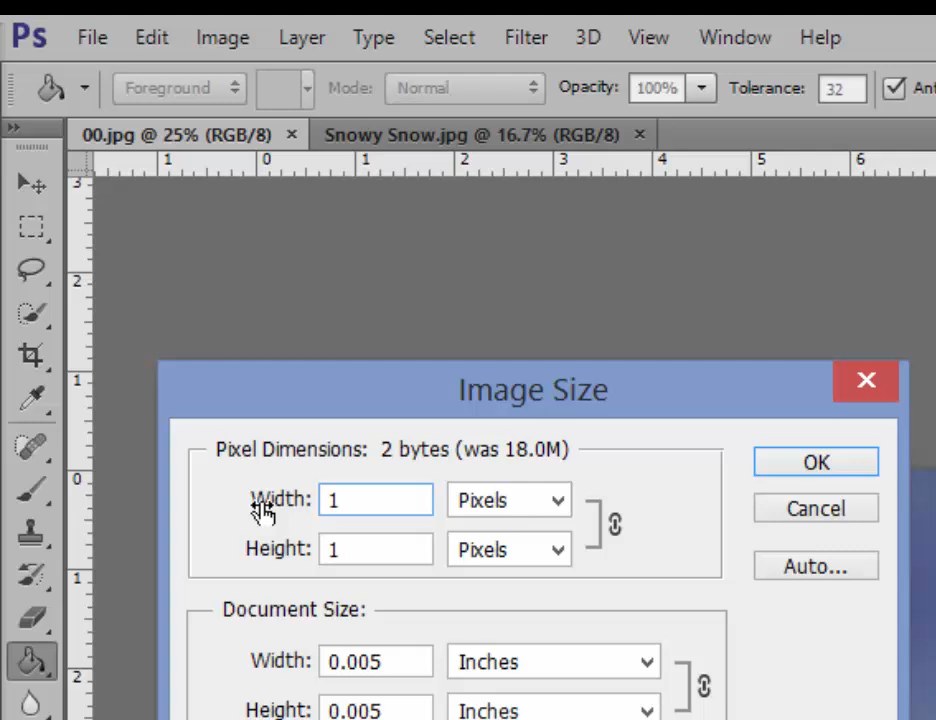 Ps File Edit Image Layer Type Select Filter 3D View Window Help
Foreground Mode: Normal Opacity: 100% Tolerance: 32 Ant
00.jpg @ 25% (RGB/8) × Snowy Snow.jpg @ 16.7% (RGB/8) ×
1 0 1 2 3 4 5 6
3
2
1
0
1
2
Image Size
Pixel Dimensions: 2 bytes (was 18.0M)
OK
Width: 1 Pixels
Cancel
Height: 1 Pixels
Auto...
Document Size:
Width: 0.005 Inches
Height: 0.005 Inches